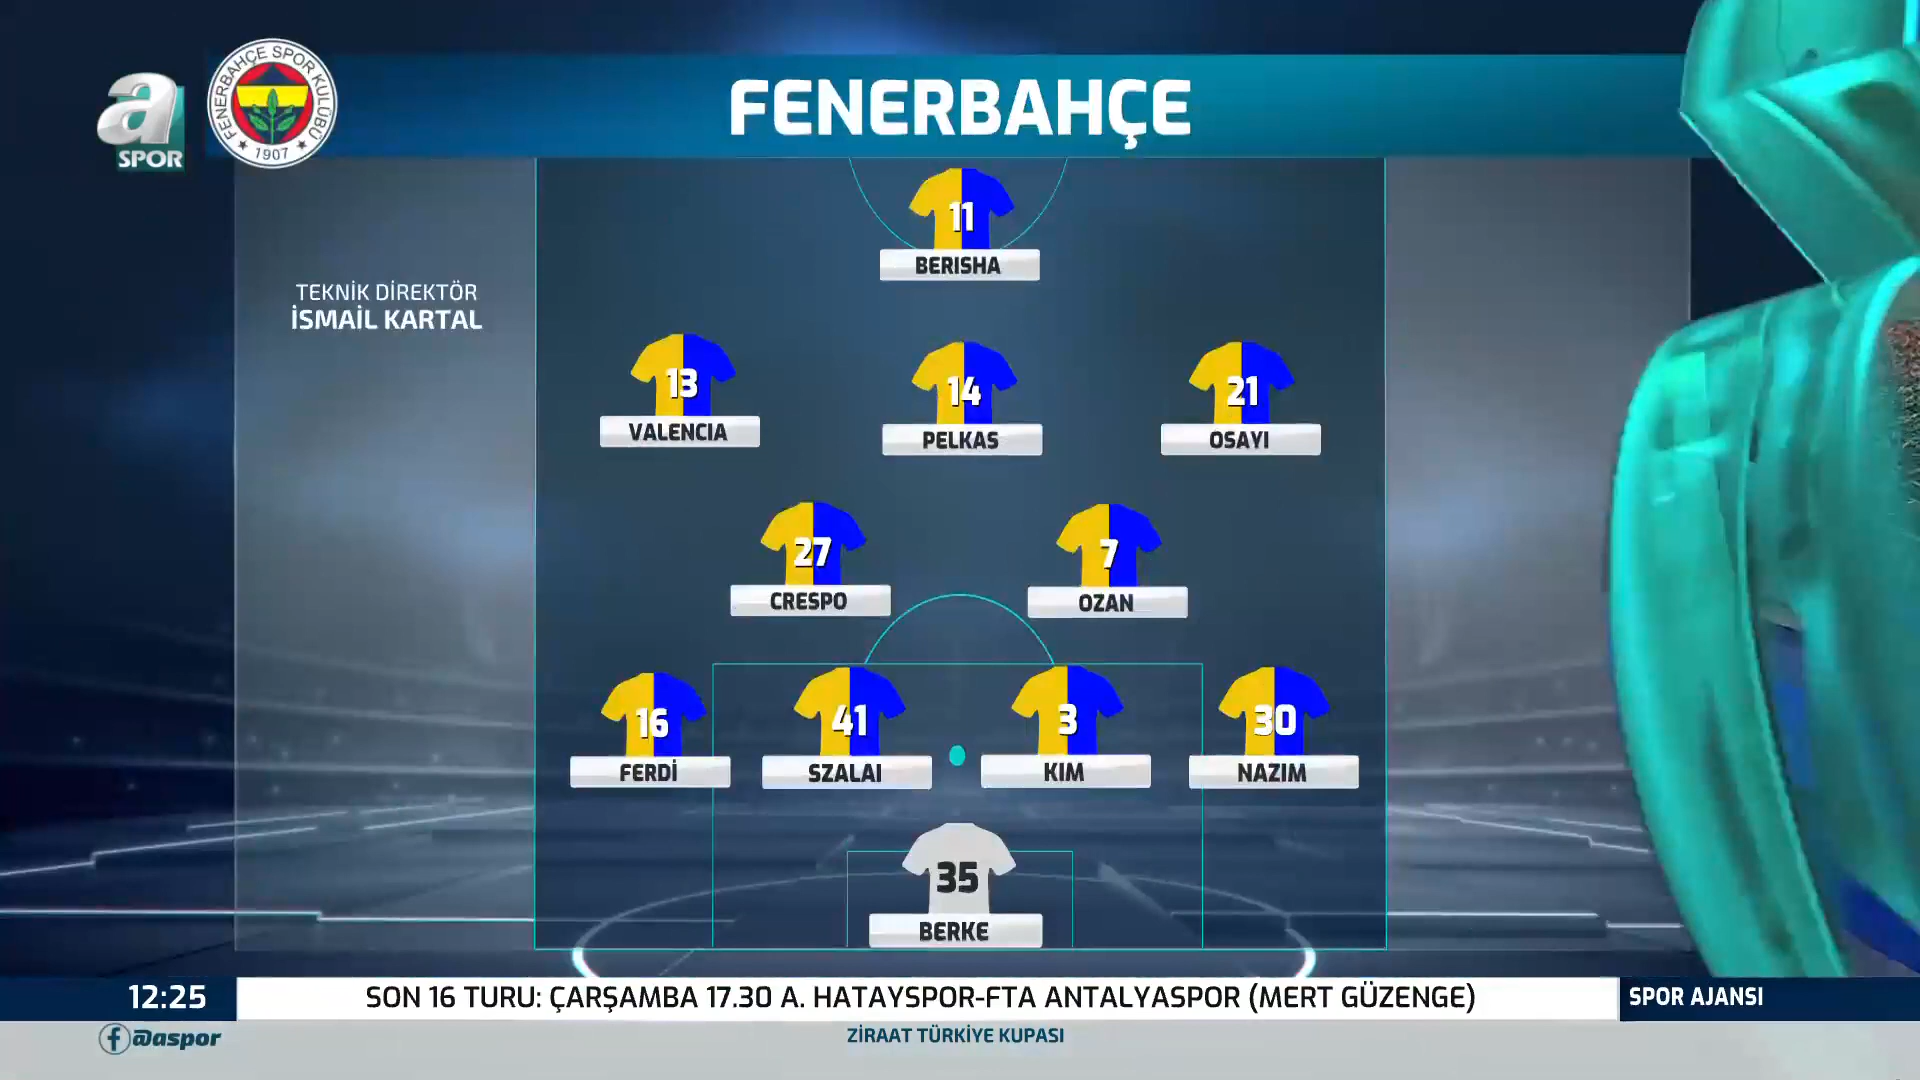 a
SPOR
FENERBAHÇE SPOR KULÜBÜ
1907
FENERBAHÇE
TEKNİK DİREKTÖR
İSMAİL KARTAL
11
BERISHA
13
VALENCIA
14
PELKAS
21
OSAYI
27
CRESPO
7
OZAN
16
FERDİ
41
SZALAI
3
KIM
30
NAZIM
35
BERKE
12:25
SON 16 TURU: ÇARŞAMBA 17.30 A. HATAYSPOR-FTA ANTALYASPOR (MERT GÜZENGE)
SPOR AJANSI
f @aspor
ZİRAAT TÜRKİYE KUPASI